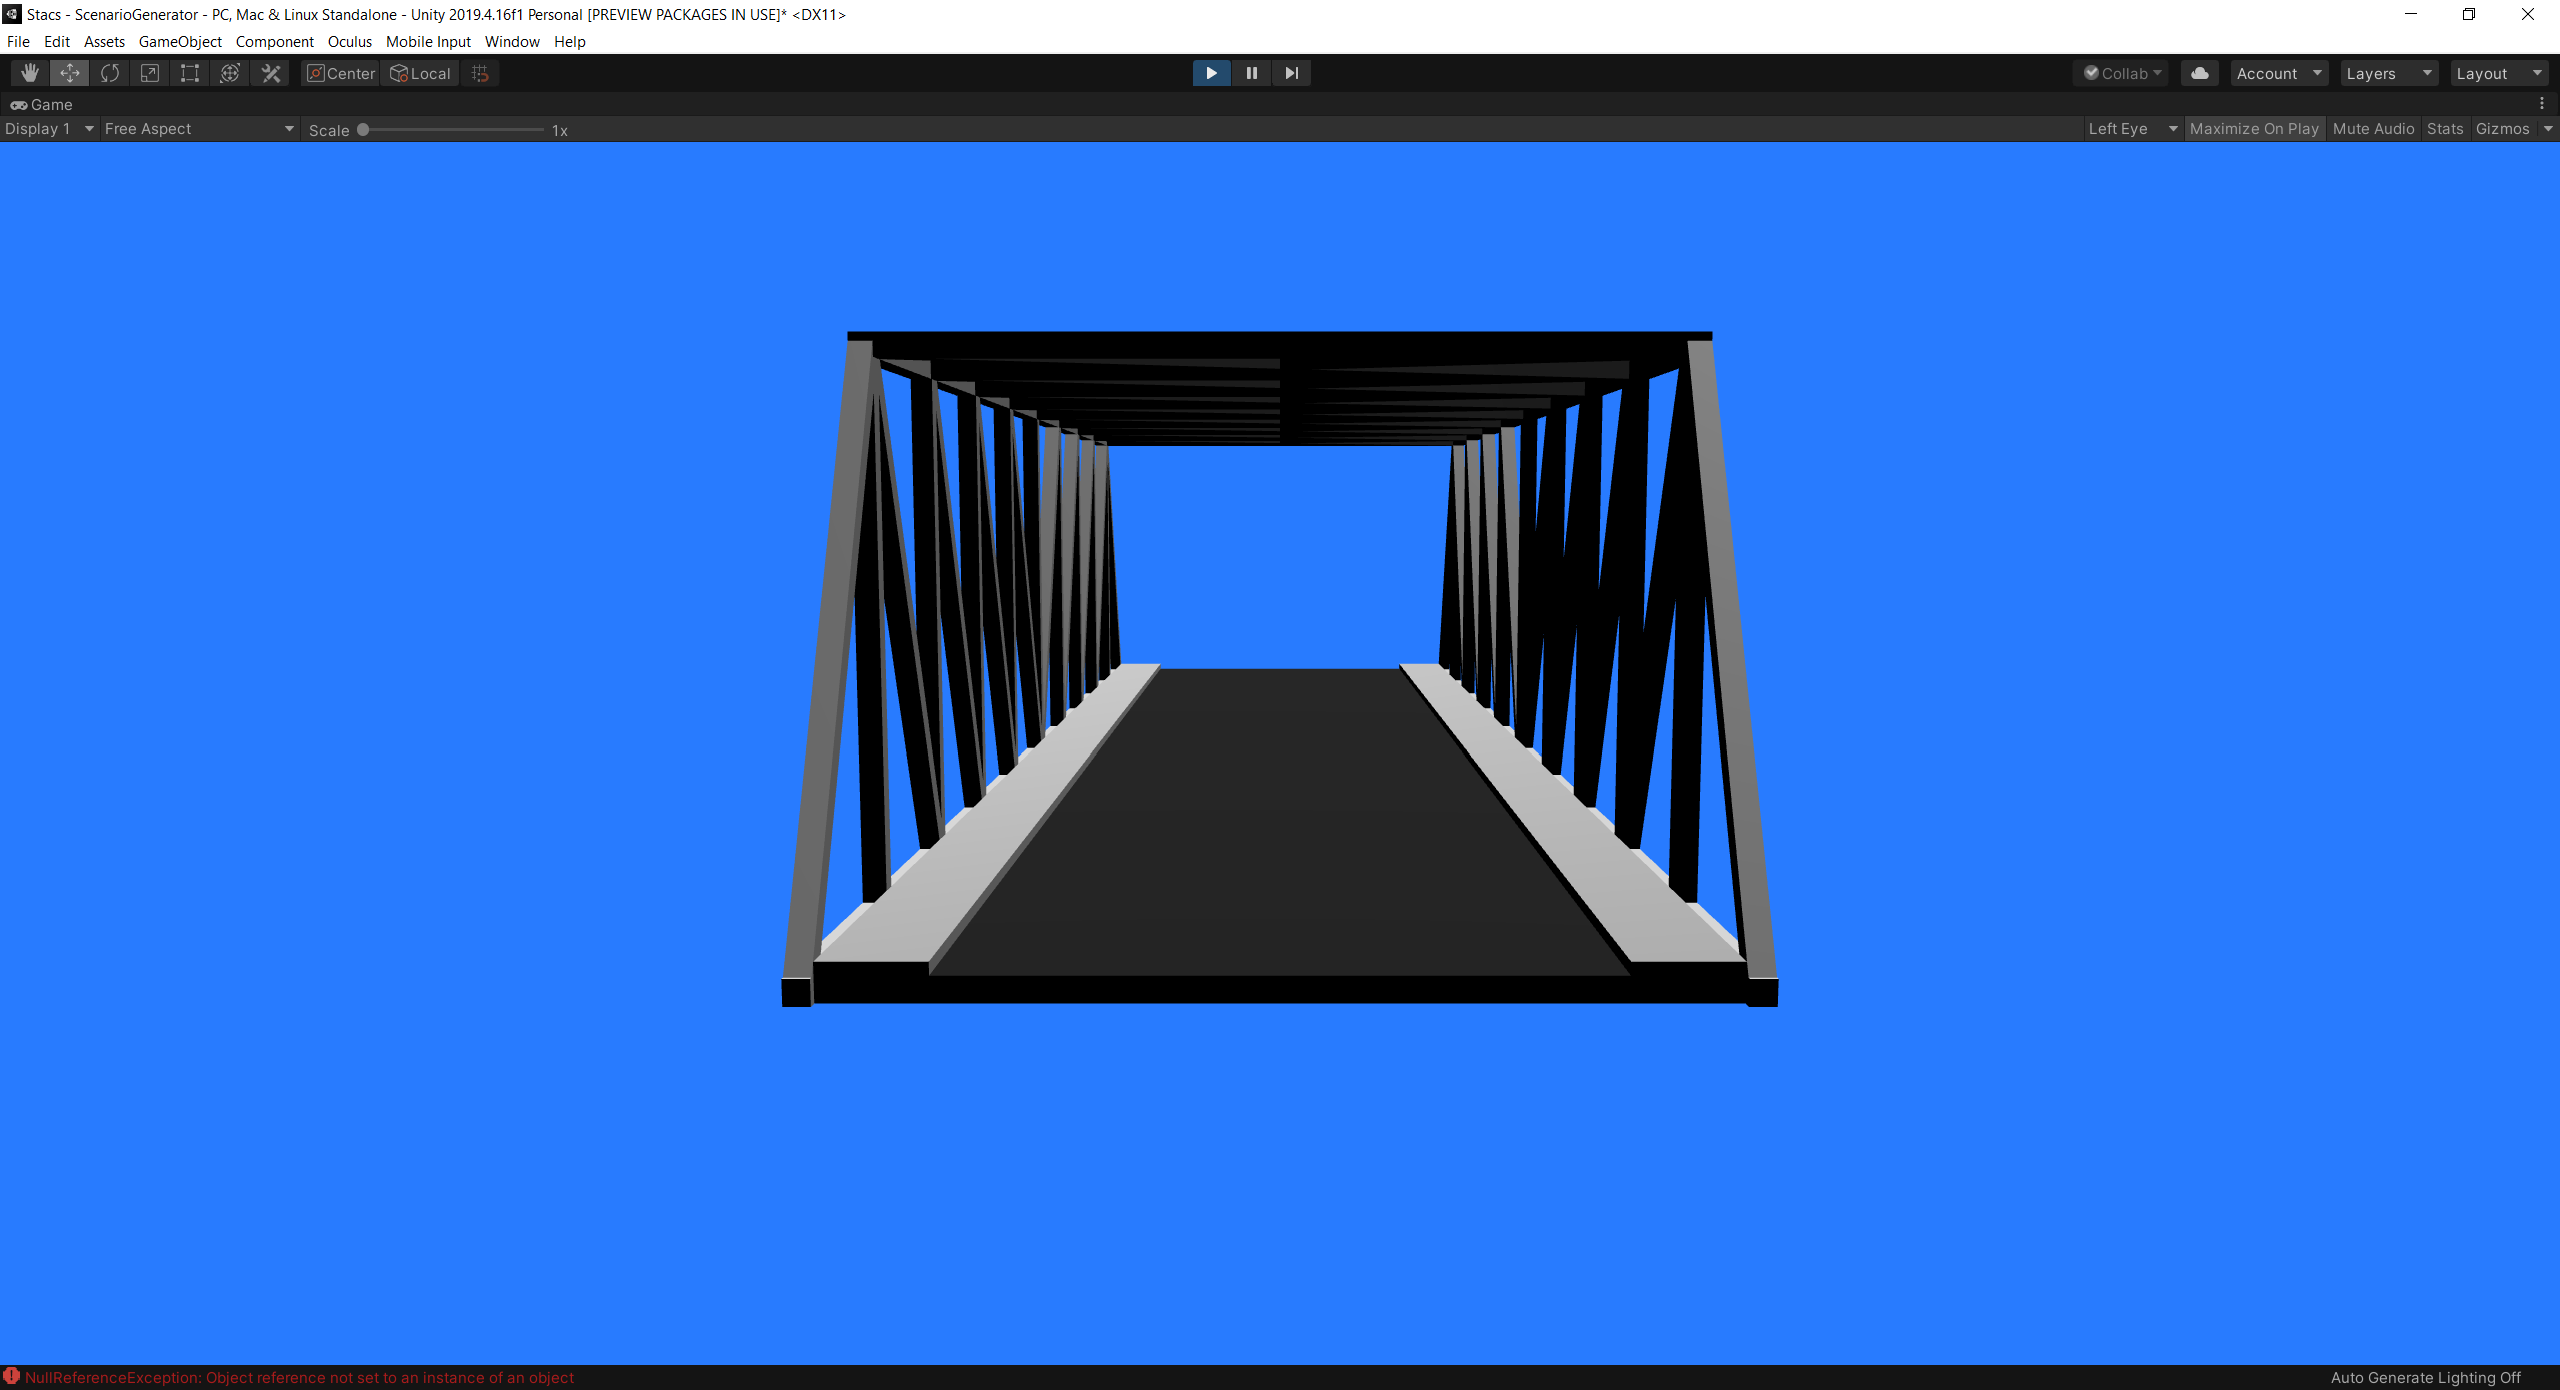 Stacs - ScenarioGenerator - PC, Mac & Linux Standalone - Unity 2019.4.16f1 Personal [PREVIEW PACKAGES IN USE]* <DX11>
File Edit Assets GameObject Component Oculus Mobile Input Window Help
Center Local Collab Account Layers Layout
Game
Display 1 Free Aspect Scale 1x Left Eye Maximize On Play Mute Audio Stats Gizmos
NullReferenceException: Object reference not set to an instance of an object Auto Generate Lighting Off